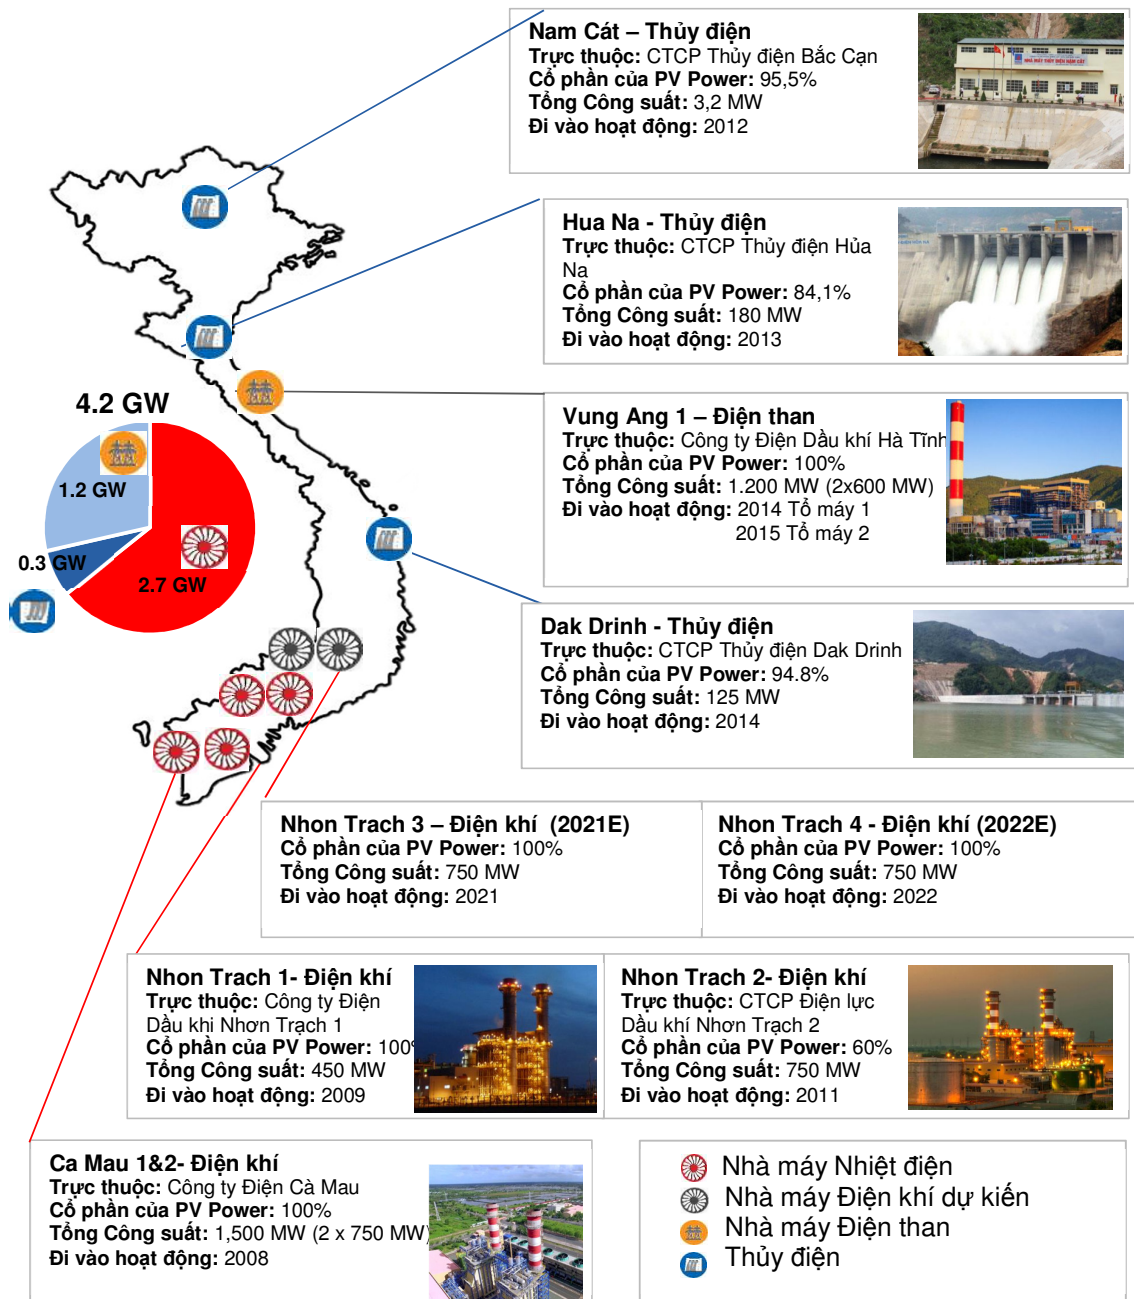 Nam Cát – Thủy điện
Trực thuộc: CTCP Thủy điện Bắc Cạn
Cổ phần của PV Power: 95,5%
Tổng Công suất: 3,2 MW
Đi vào hoạt động: 2012
NHÀ MÁY THỦY ĐIỆN NẬM CẮT
Hua Na - Thủy điện
Trực thuộc: CTCP Thủy điện Hủa
Na
Cổ phần của PV Power: 84,1%
Tổng Công suất: 180 MW
Đi vào hoạt động: 2013
Vung Ang 1 – Điện than
Trực thuộc: Công ty Điện Dầu khí Hà Tĩnh
Cổ phần của PV Power: 100%
Tổng Công suất: 1.200 MW (2x600 MW)
Đi vào hoạt động: 2014 Tổ máy 1
2015 Tổ máy 2
4.2 GW
1.2 GW
0.3 GW
2.7 GW
Dak Drinh - Thủy điện
Trực thuộc: CTCP Thủy điện Dak Drinh
Cổ phần của PV Power: 94.8%
Tổng Công suất: 125 MW
Đi vào hoạt động: 2014
Nhon Trach 3 – Điện khí (2021E)
Cổ phần của PV Power: 100%
Tổng Công suất: 750 MW
Đi vào hoạt động: 2021
Nhon Trach 4 - Điện khí (2022E)
Cổ phần của PV Power: 100%
Tổng Công suất: 750 MW
Đi vào hoạt động: 2022
Nhon Trach 1- Điện khí
Trực thuộc: Công ty Điện
Dầu khi Nhơn Trạch 1
Cổ phần của PV Power: 100%
Tổng Công suất: 450 MW
Đi vào hoạt động: 2009
Nhon Trach 2- Điện khí
Trực thuộc: CTCP Điện lực
Dầu khí Nhơn Trạch 2
Cổ phần của PV Power: 60%
Tổng Công suất: 750 MW
Đi vào hoạt động: 2011
Ca Mau 1&2- Điện khí
Trực thuộc: Công ty Điện Cà Mau
Cổ phần của PV Power: 100%
Tổng Công suất: 1,500 MW (2 x 750 MW)
Đi vào hoạt động: 2008
Nhà máy Nhiệt điện
Nhà máy Điện khí dự kiến
Nhà máy Điện than
Thủy điện